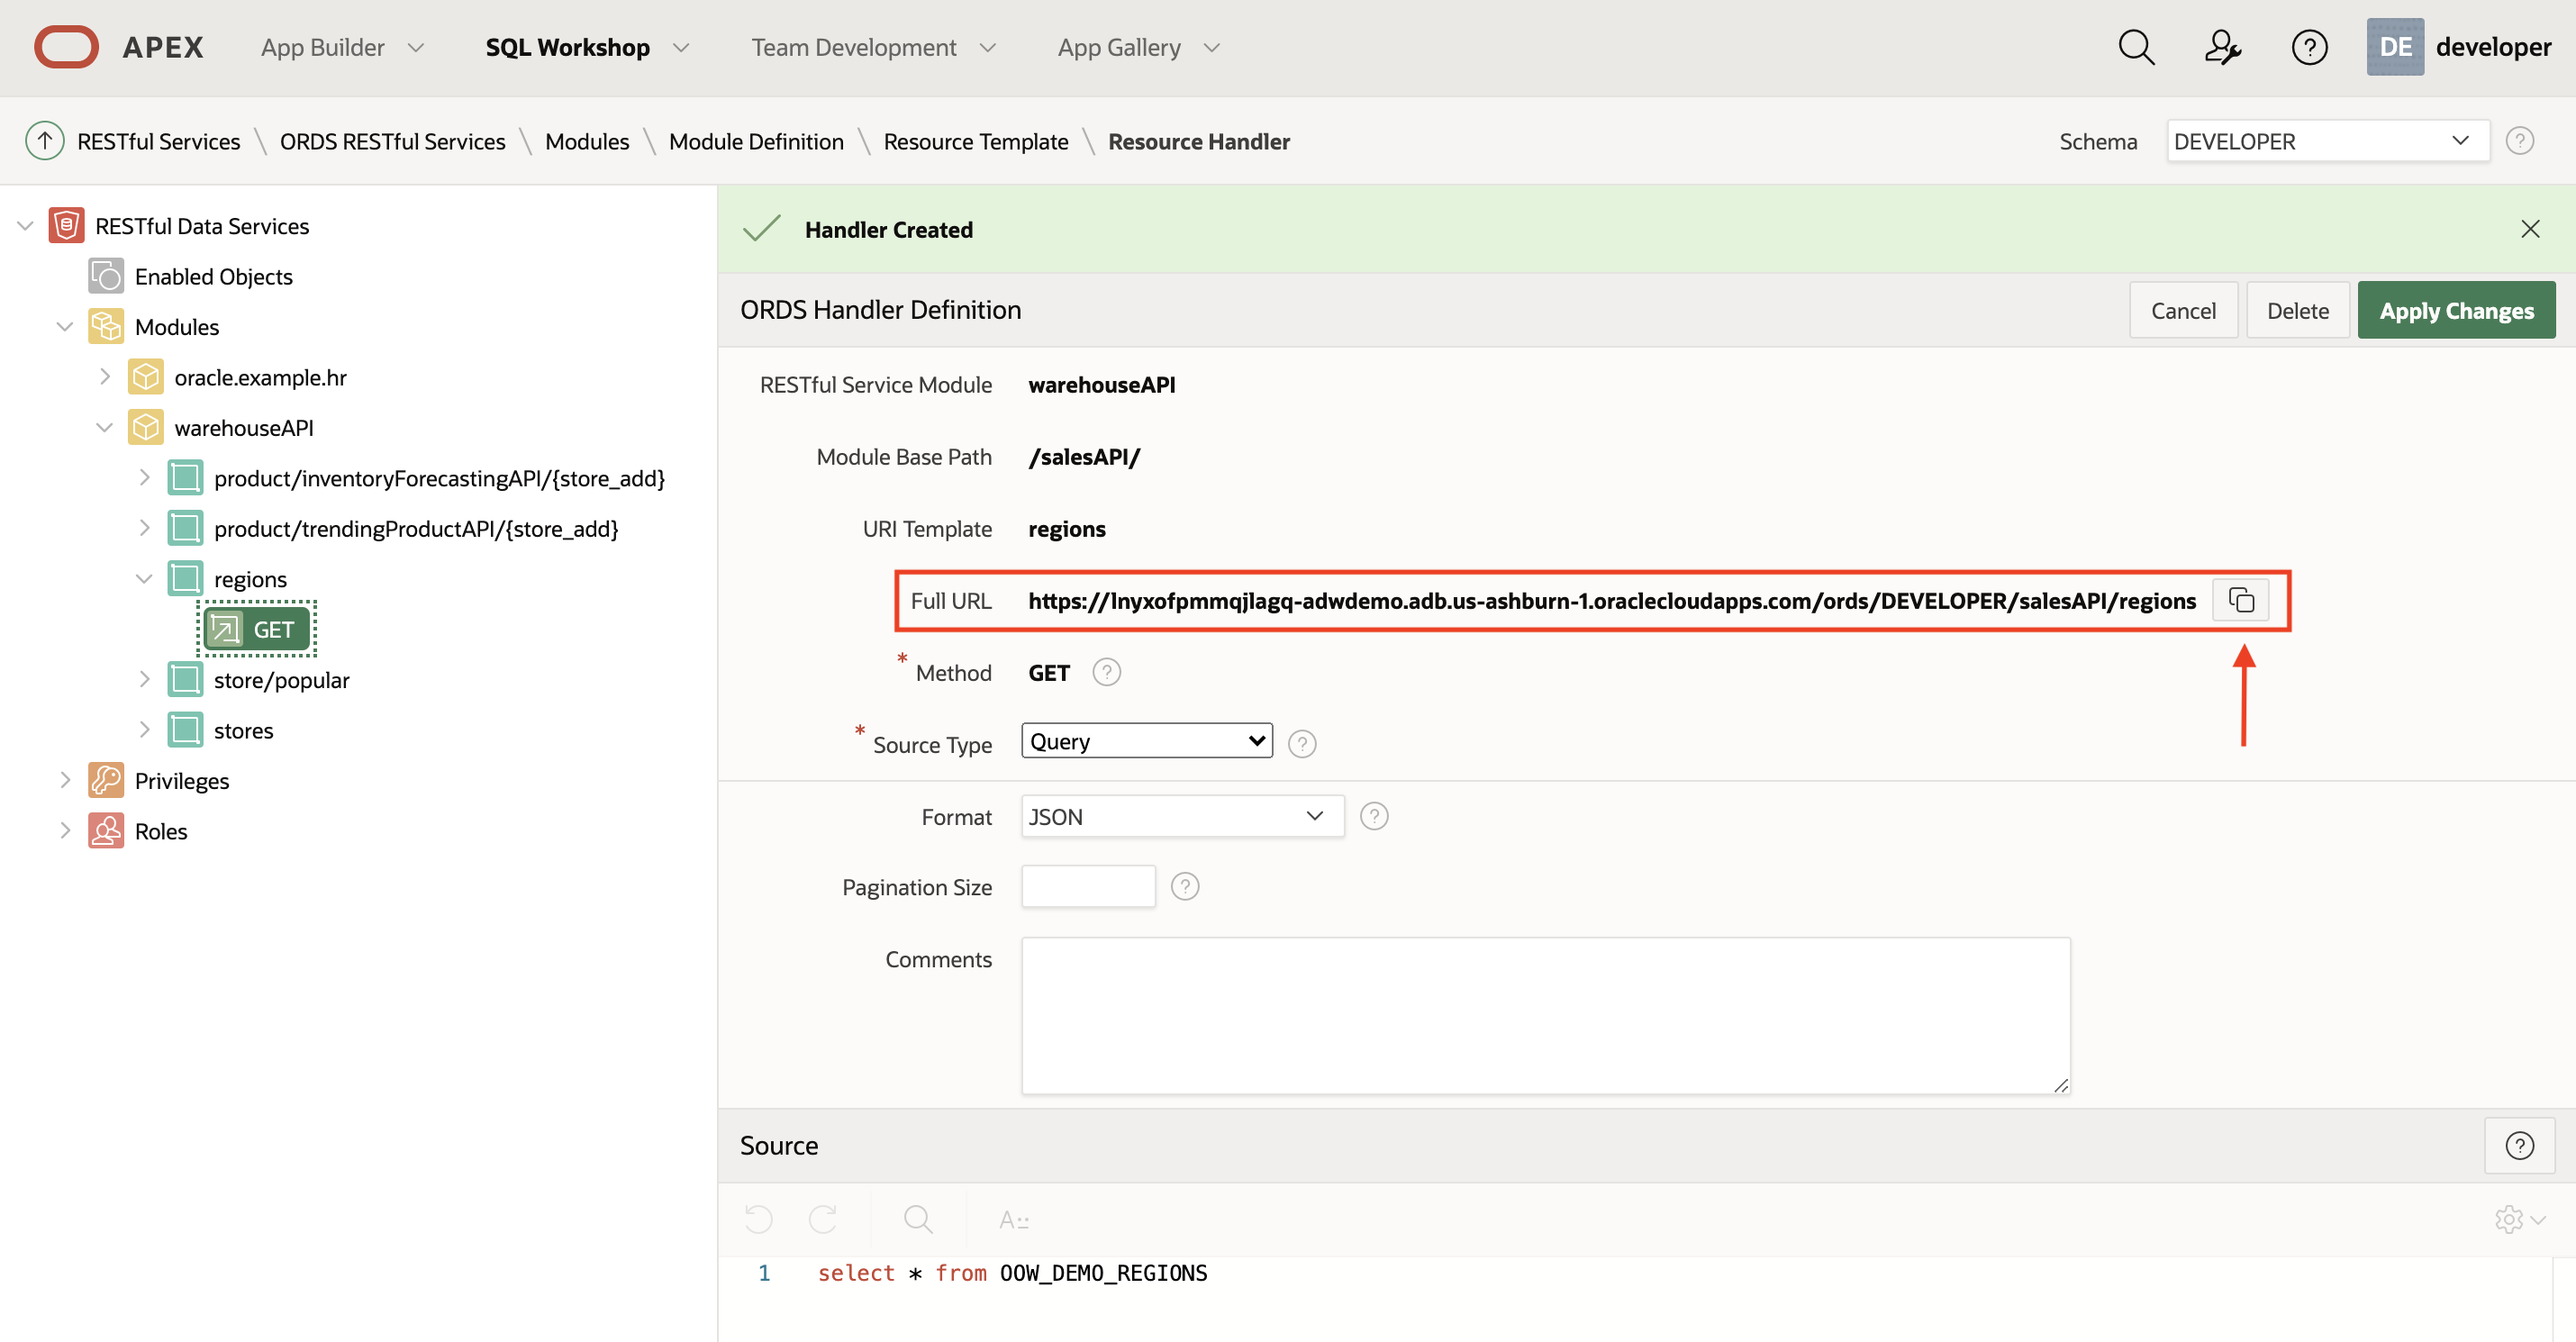 APEX App Builder SQL Workshop Team Development App Gallery DE developer
RESTful Services \ ORDS RESTful Services \ Modules \ Module Definition \ Resource Template \ Resource Handler Schema DEVELOPER
RESTful Data Services
Enabled Objects
Modules
oracle.example.hr
warehouseAPI
product/inventoryForecastingAPI/{store_add}
product/trendingProductAPI/{store_add}
regions
GET
store/popular
stores
Privileges
Roles
Handler Created
ORDS Handler Definition Cancel Delete Apply Changes
RESTful Service Module warehouseAPI
Module Base Path /salesAPI/
URI Template regions
Full URL https://lnyxofpmmqjlagq-adwdemo.adb.us-ashburn-1.oraclecloudapps.com/ords/DEVELOPER/salesAPI/regions
* Method GET ?
* Source Type Query ?
Format JSON ?
Pagination Size ?
Comments
Source ?
A::
1 select * from OOW_DEMO_REGIONS